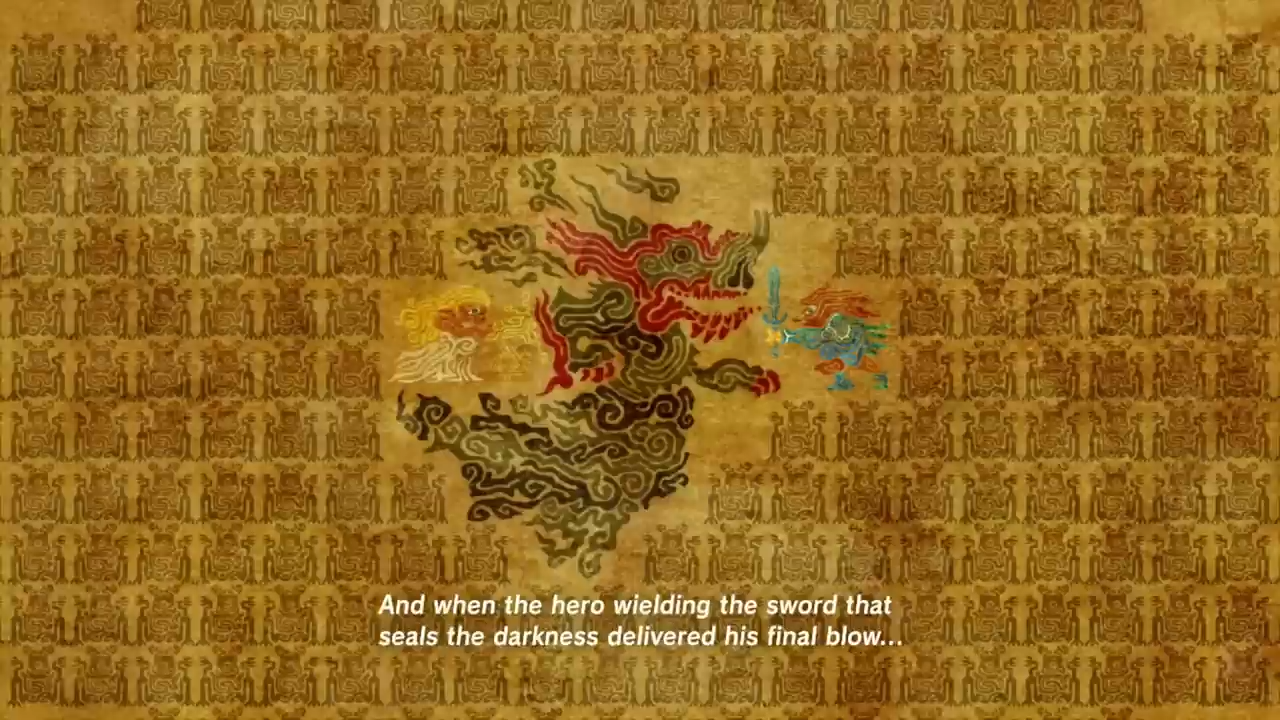 And when the hero wielding the sword that
seals the darkness delivered his final blow...